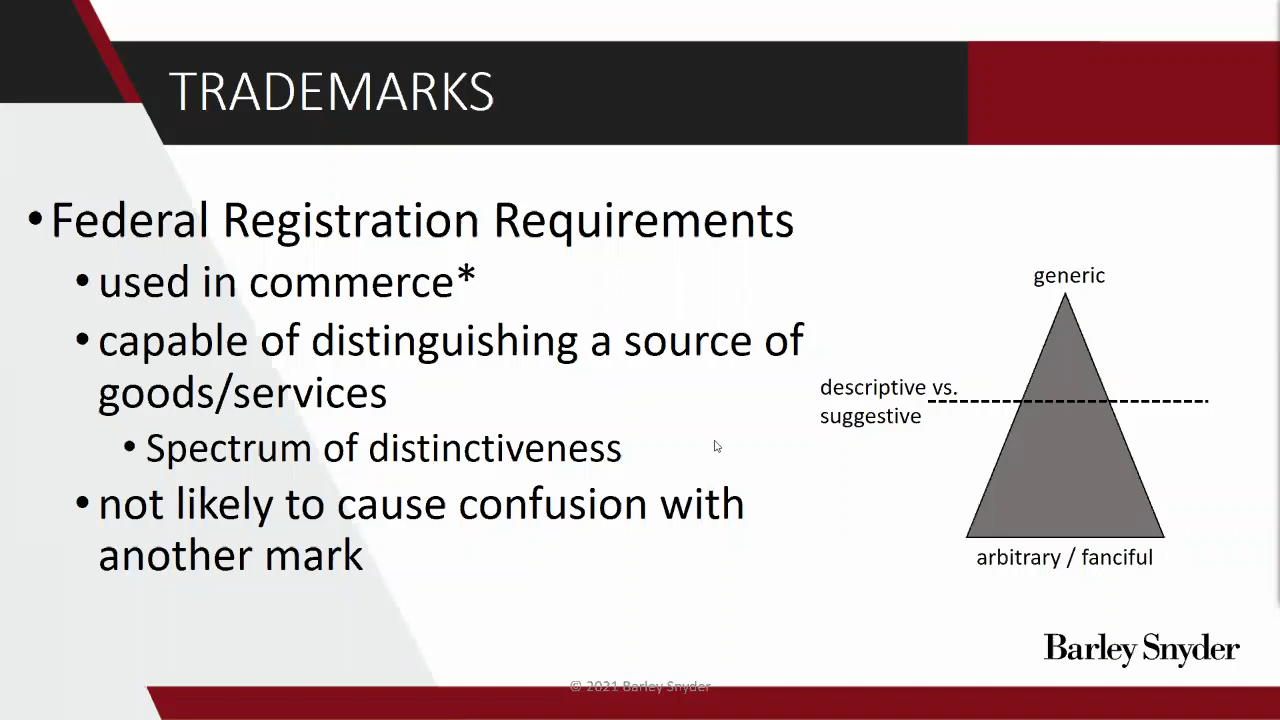 TRADEMARKS
•Federal Registration Requirements
•used in commerce*
•capable of distinguishing a source of
goods/services
•Spectrum of distinctiveness
•not likely to cause confusion with
another mark
generic
descriptive vs.
suggestive
arbitrary / fanciful
Barley Snyder
© 2021 Barley Snyder